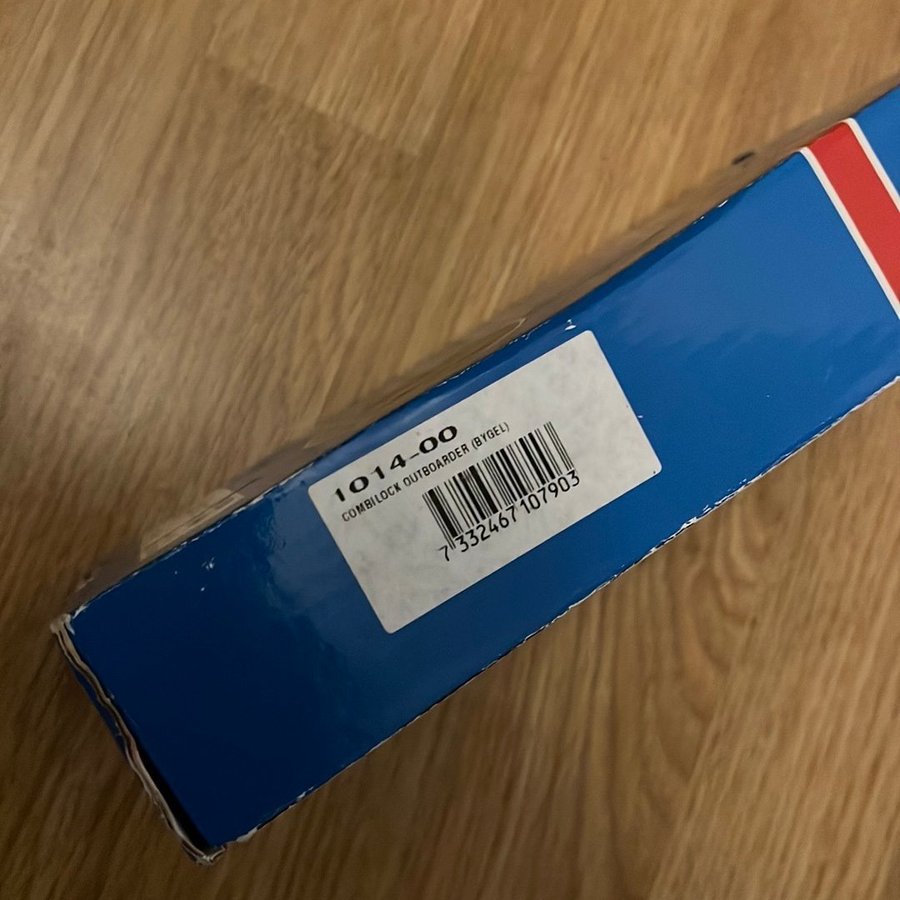 1014-00
COMBILOCK OUTBOARDER (BYGEL)
7 332467 107903